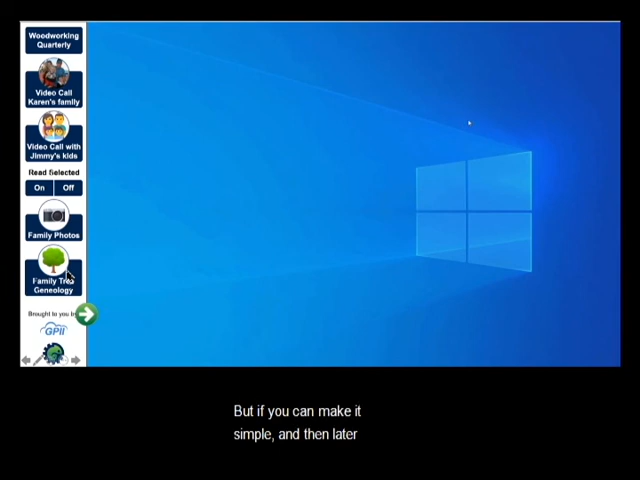 Woodworking
Quarterly
Video Call
Karen's family
Video Call with
Jimmy's kids
Read Selected
On Off
Family Photos
Family Tree
Geneology
Brought to you by
GPII
But if you can make it
simple, and then later